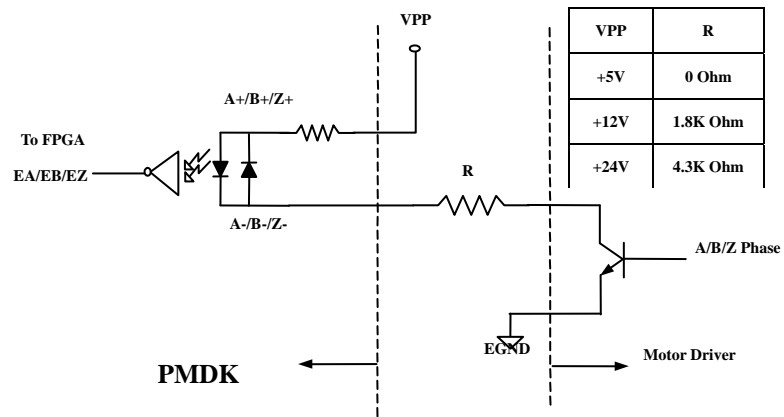 VPP
VPP R
+5V 0 Ohm
+12V 1.8K Ohm
+24V 4.3K Ohm
A+/B+/Z+
To FPGA
EA/EB/EZ
R
A-/B-/Z-
A/B/Z Phase
EGND
Motor Driver
PMDK